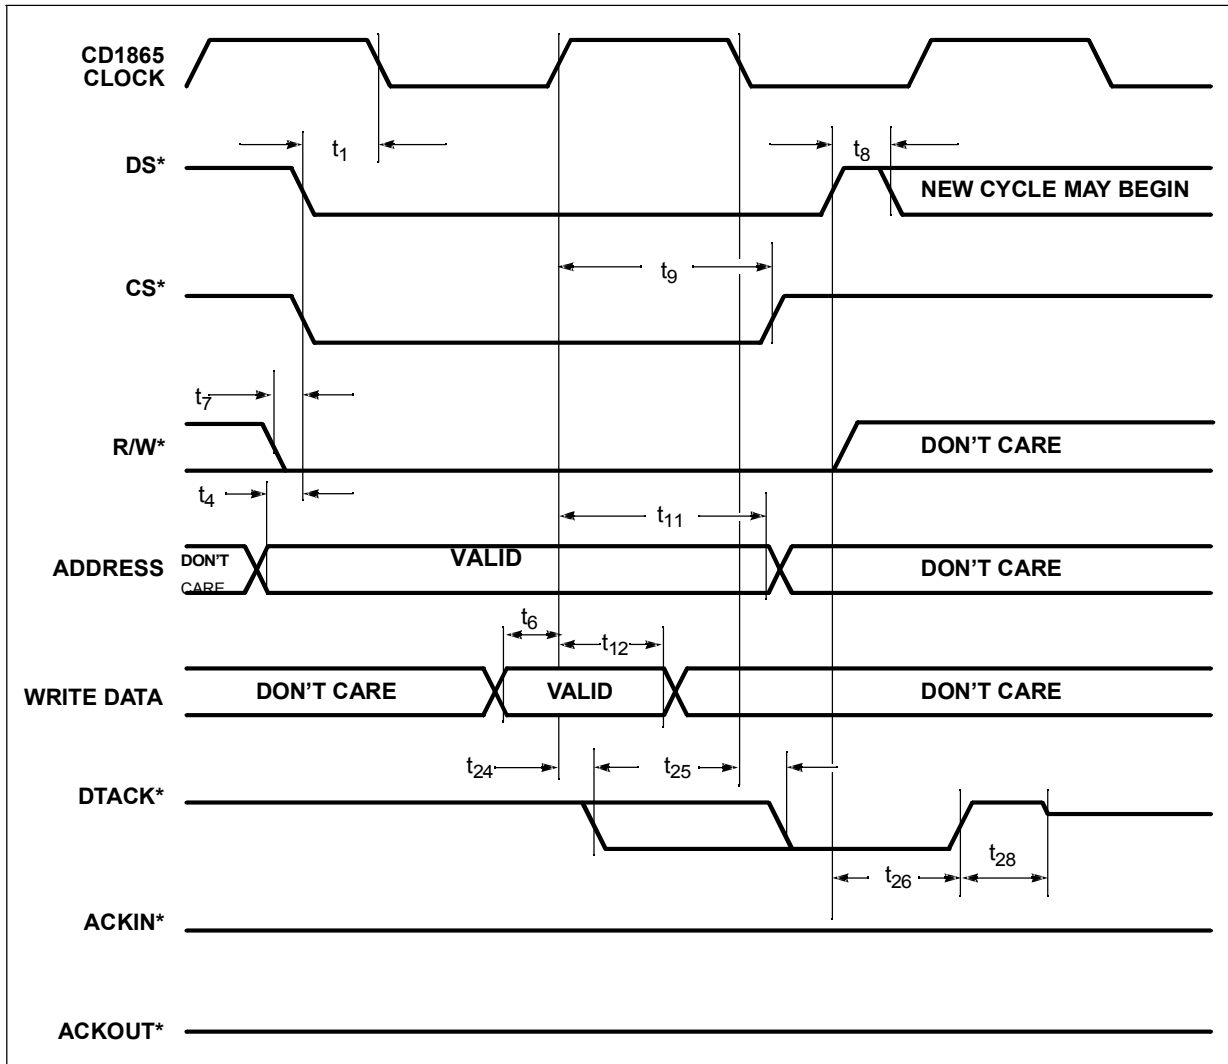 CD1865
CLOCK
t1
DS*
t8
NEW CYCLE MAY BEGIN
t9
CS*
t7
R/W*
DON'T CARE
t4
t11
ADDRESS
DON'T
CARE
VALID
DON'T CARE
t6
t12
WRITE DATA
DON'T CARE
VALID
DON'T CARE
t24
t25
DTACK*
t26
t28
ACKIN*
ACKOUT*